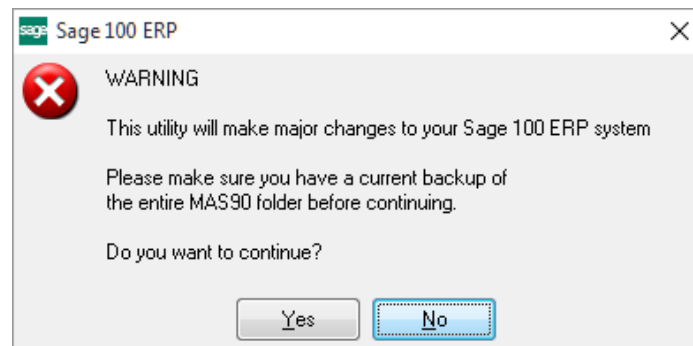 sage Sage 100 ERP
WARNING
This utility will make major changes to your Sage 100 ERP system
Please make sure you have a current backup of
the entire MAS90 folder before continuing.
Do you want to continue?
Yes No